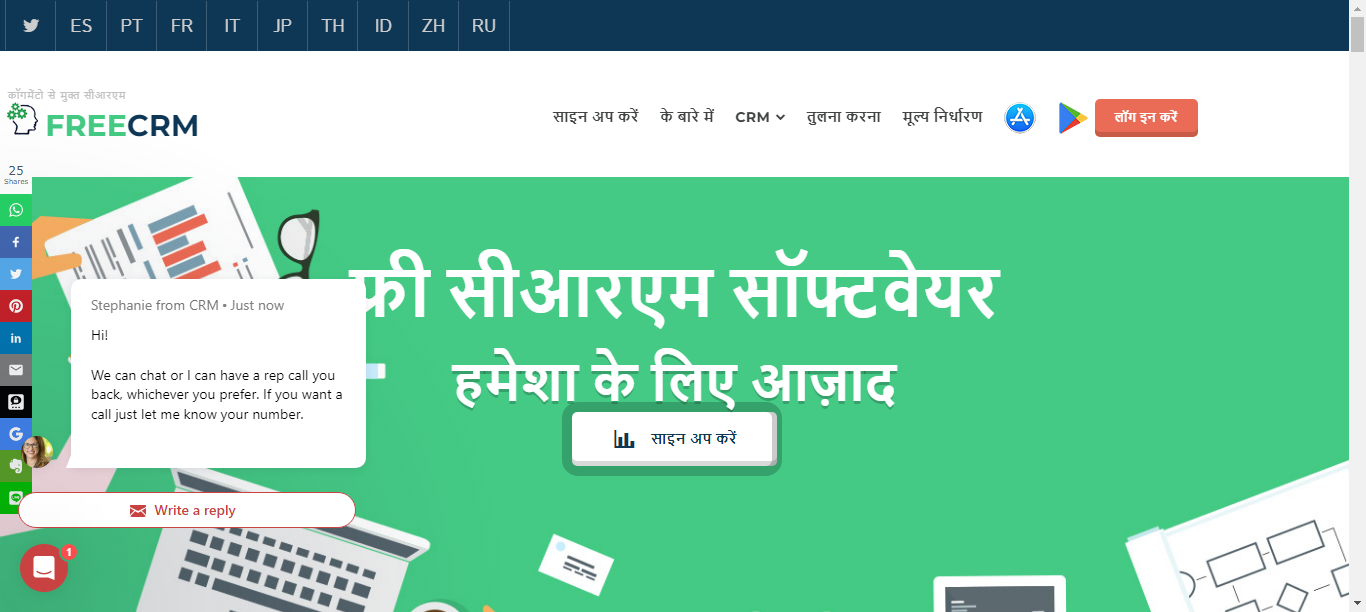 ES PT FR IT JP TH ID ZH RU
कॉगमेंटो से मुक्त सीआरएम
FREECRM
साइन अप करें के बारे में CRM तुलना करना मूल्य निर्धारण लॉग इन करें
25
Shares
फ्री सीआरएम सॉफ्टवेयर
हमेशा के लिए आज़ाद
साइन अप करें
Stephanie from CRM • Just now
Hi!
We can chat or I can have a rep call you
back, whichever you prefer. If you want a
call just let me know your number.
Write a reply
1